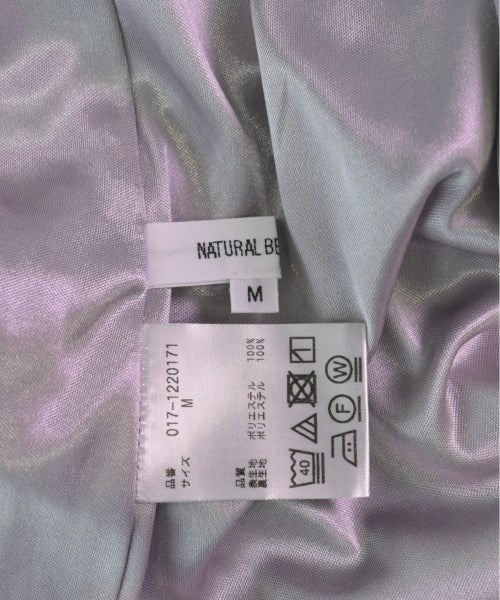 NATURAL BE
M
品番 017-1220171
サイズ M
品質
表生地 ポリエステル 100%
裏生地 ポリエステル 100%
40
F
W